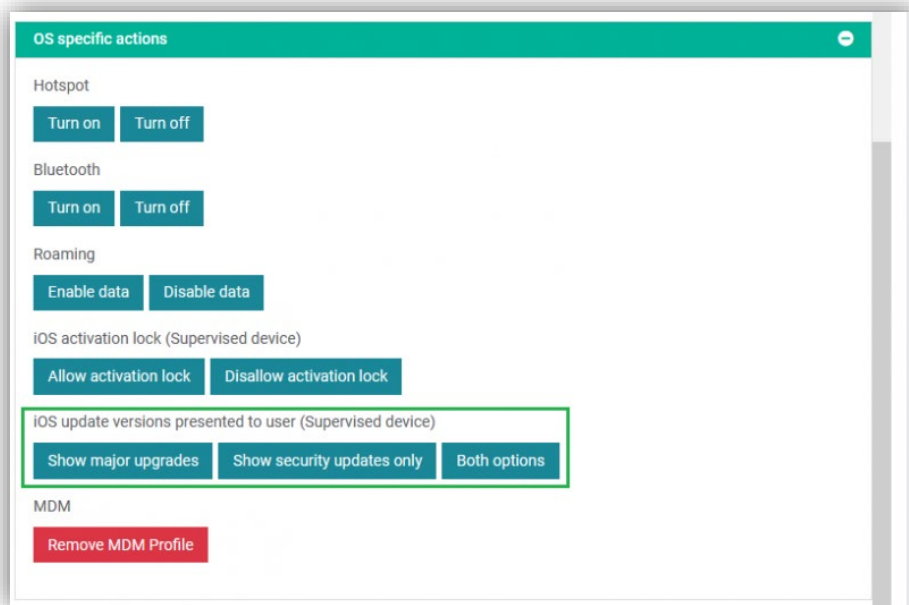 OS specific actions
Hotspot
Turn on Turn off
Bluetooth
Turn on Turn off
Roaming
Enable data Disable data
iOS activation lock (Supervised device)
Allow activation lock Disallow activation lock
iOS update versions presented to user (Supervised device)
Show major upgrades Show security updates only Both options
MDM
Remove MDM Profile